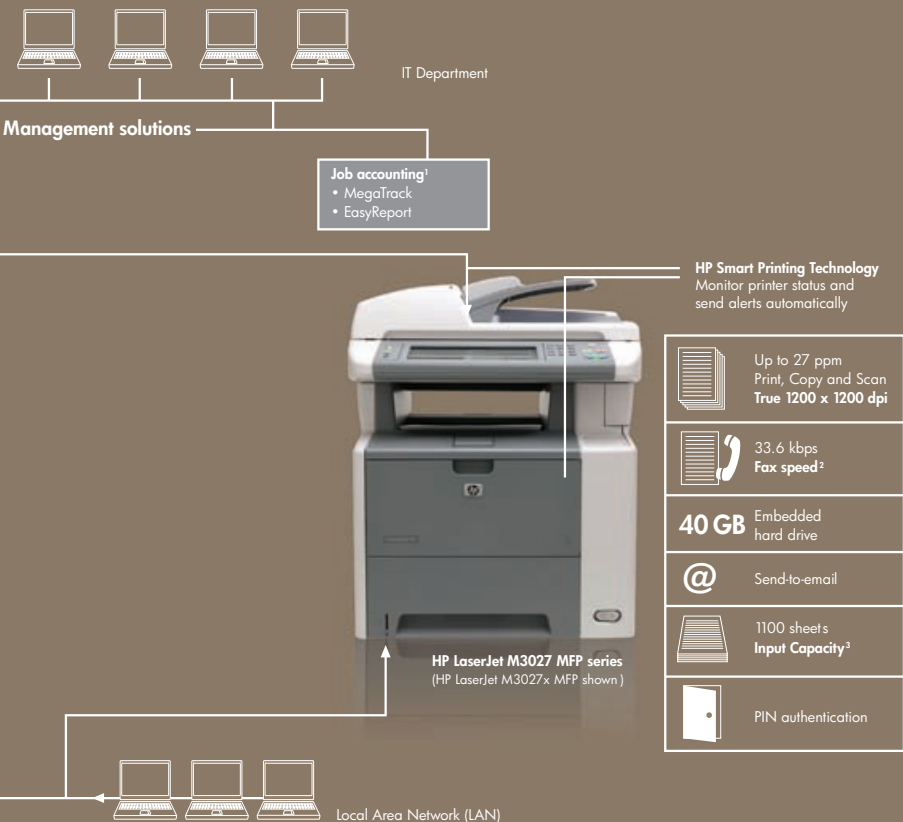 IT Department
Management solutions
Job accounting¹
• MegaTrack
• EasyReport
HP Smart Printing Technology
Monitor printer status and
send alerts automatically
Up to 27 ppm
Print, Copy and Scan
True 1200 x 1200 dpi
33.6 kbps
Fax speed²
40 GB
Embedded
hard drive
@
Send-to-email
1100 sheets
Input Capacity³
PIN authentication
hp
HP LaserJet M3027 MFP series
(HP LaserJet M3027x MFP shown)
Local Area Network (LAN)